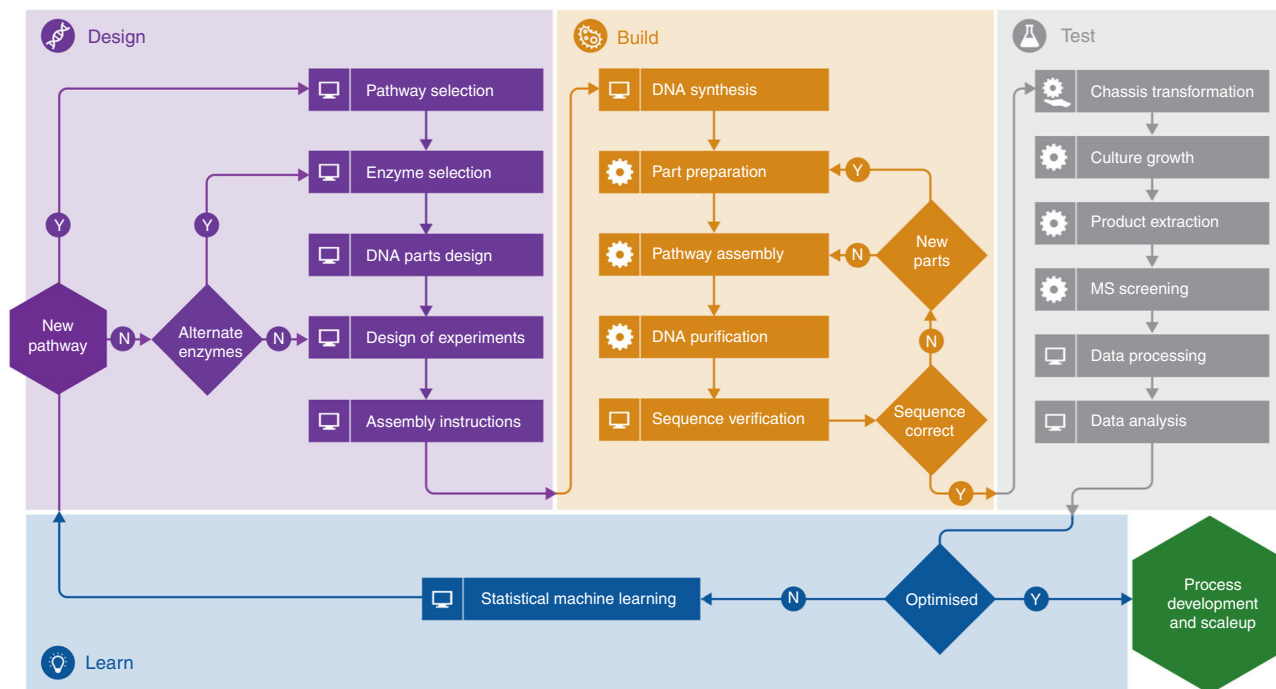 Design
Pathway selection
Enzyme selection
DNA parts design
Design of experiments
Assembly instructions
Y
Y
New
pathway
N
Alternate
enzymes
N
Build
DNA synthesis
Part preparation
Pathway assembly
DNA purification
Sequence verification
Y
N
New
parts
N
Sequence
correct
Y
Test
Chassis transformation
Culture growth
Product extraction
MS screening
Data processing
Data analysis
Statistical machine learning
N
Optimised
Y
Process
development
and scaleup
Learn